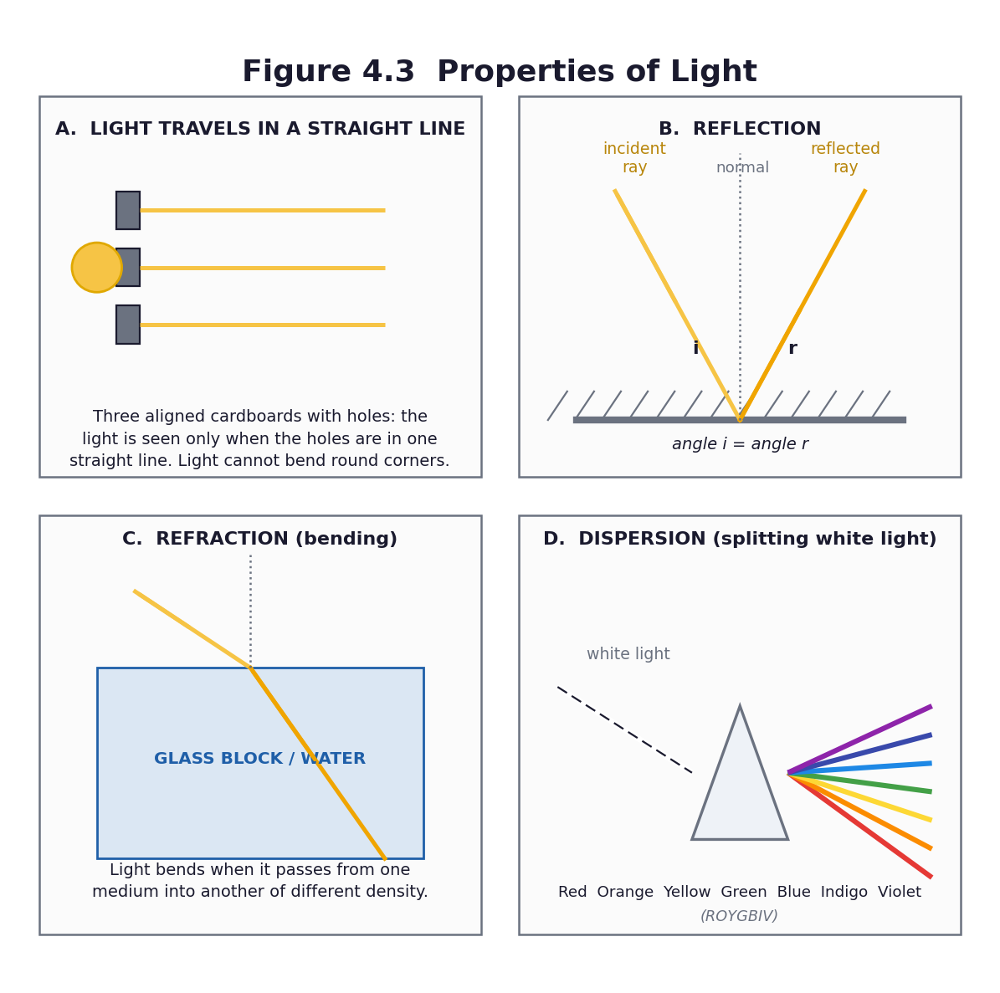 Figure 4.3  Properties of Light
A.  LIGHT TRAVELS IN A STRAIGHT LINE
Three aligned cardboards with holes: the
light is seen only when the holes are in one
straight line. Light cannot bend round corners.
B.  REFLECTION
incident
ray
normal
reflected
ray
i
r
angle i = angle r
C.  REFRACTION (bending)
GLASS BLOCK / WATER
Light bends when it passes from one
medium into another of different density.
D.  DISPERSION (splitting white light)
white light
Red  Orange  Yellow  Green  Blue  Indigo  Violet
(ROYGBIV)